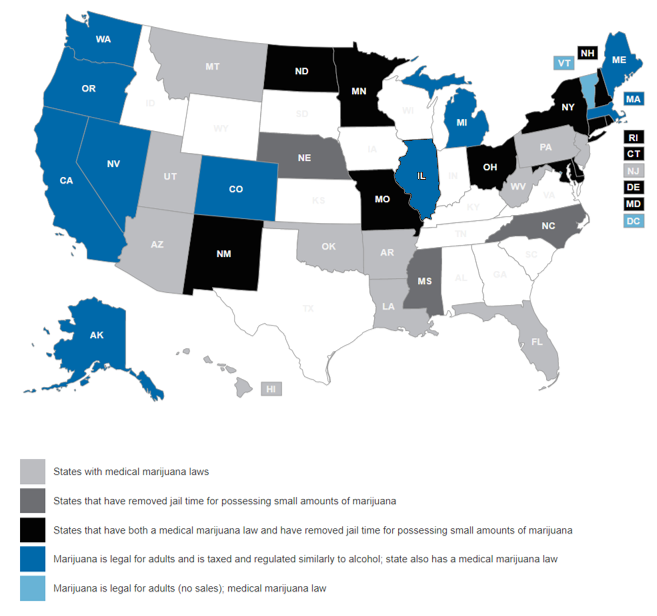 WA
NH
ME
VT
MT
ND
MN
OR
ID
SD
WI
NY
MA
WY
MI
RI
IA
PA
CT
NE
NV
OH
NJ
UT
IL
IN
CA
CO
WV
DE
VA
MD
KS
MO
KY
DC
NC
TN
AZ
NM
OK
AR
SC
MS
AL
GA
LA
TX
AK
FL
HI
States with medical marijuana laws
States that have removed jail time for possessing small amounts of marijuana
States that have both a medical marijuana law and have removed jail time for possessing small amounts of marijuana
Marijuana is legal for adults and is taxed and regulated similarly to alcohol; state also has a medical marijuana law
Marijuana is legal for adults (no sales); medical marijuana law